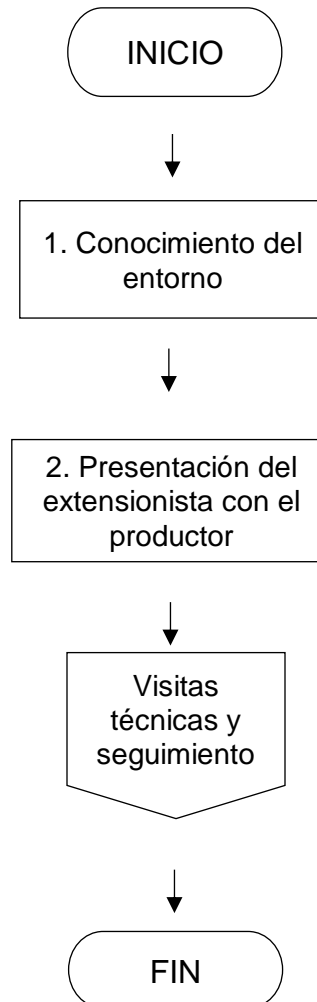 INICIO
1. Conocimiento del
entorno
2. Presentación del
extensionista con el
productor
Visitas
técnicas y
seguimiento
FIN